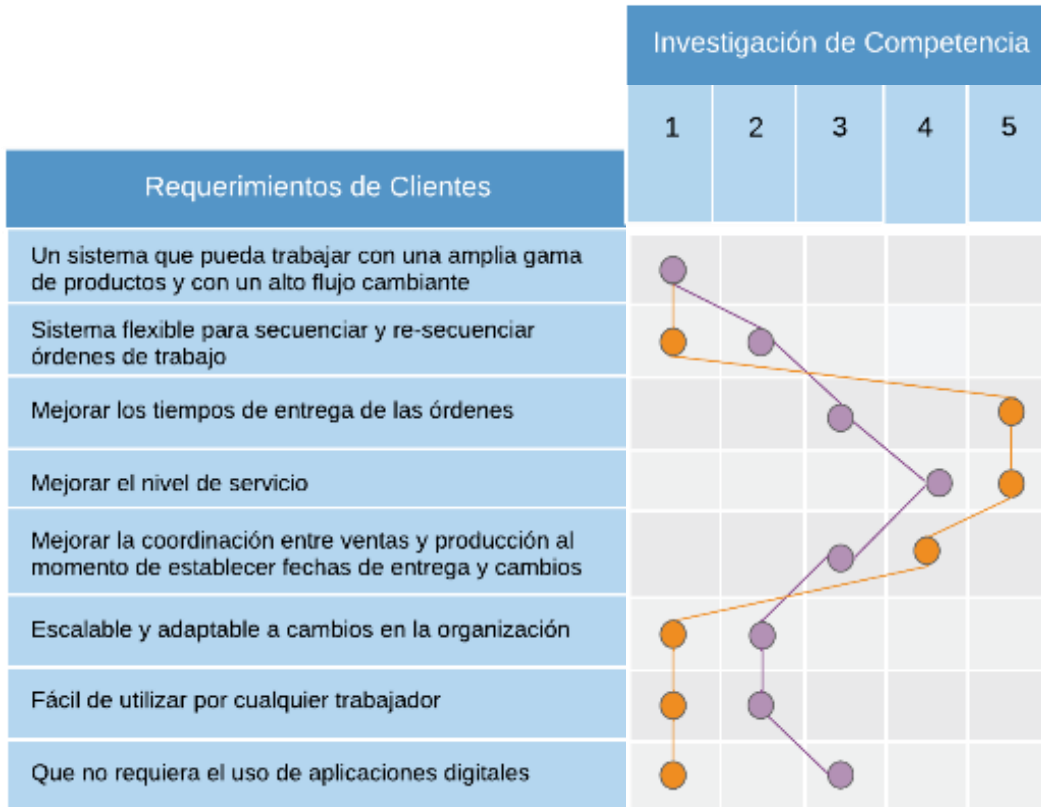 Investigación de Competencia
1 2 3 4 5
Requerimientos de Clientes
Un sistema que pueda trabajar con una amplia gama
de productos y con un alto flujo cambiante
Sistema flexible para secuenciar y re-secuenciar
órdenes de trabajo
Mejorar los tiempos de entrega de las órdenes
Mejorar el nivel de servicio
Mejorar la coordinación entre ventas y producción al
momento de establecer fechas de entrega y cambios
Escalable y adaptable a cambios en la organización
Fácil de utilizar por cualquier trabajador
Que no requiera el uso de aplicaciones digitales